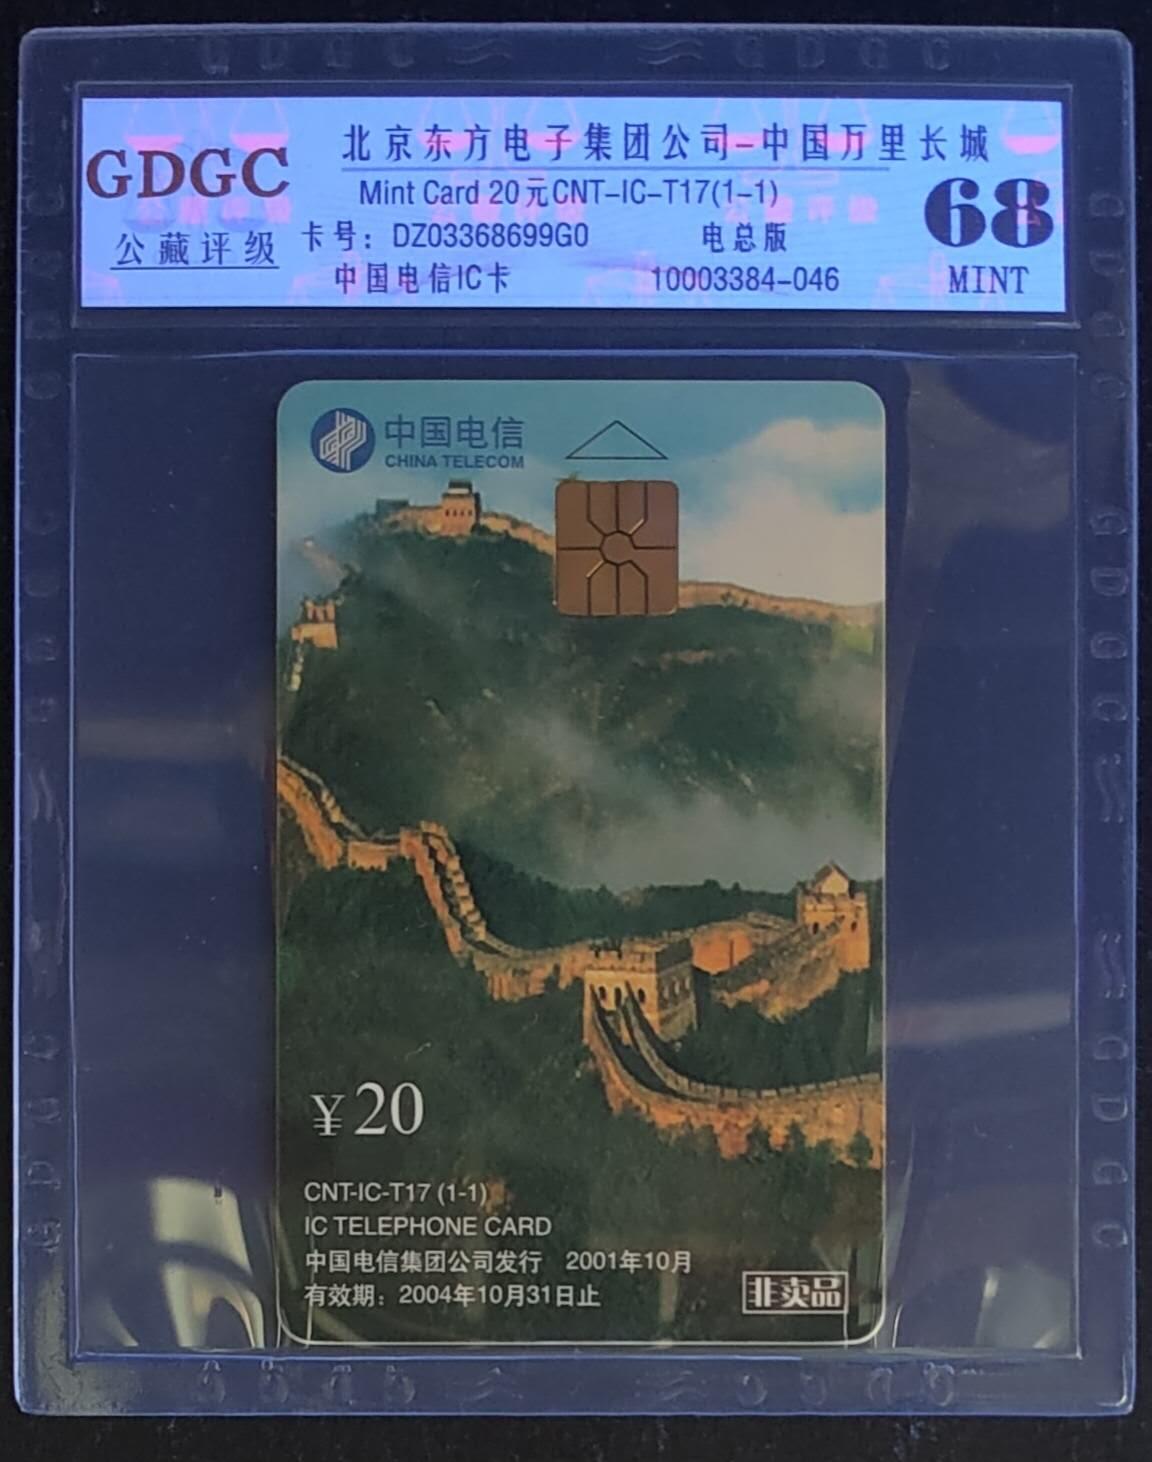 北京东方电子集团公司-中国万里长城
GDGC
Mint Card 20元CNT-IC-T17(1-1)
68
公藏评级
卡号：DZ03368699G0 电总版
中国电信IC卡 10003384-046
MINT
中国电信
CHINA TELECOM
¥20
CNT-IC-T17 (1-1)
IC TELEPHONE CARD
中国电信集团公司发行 2001年10月
有效期：2004年10月31日止
非卖品